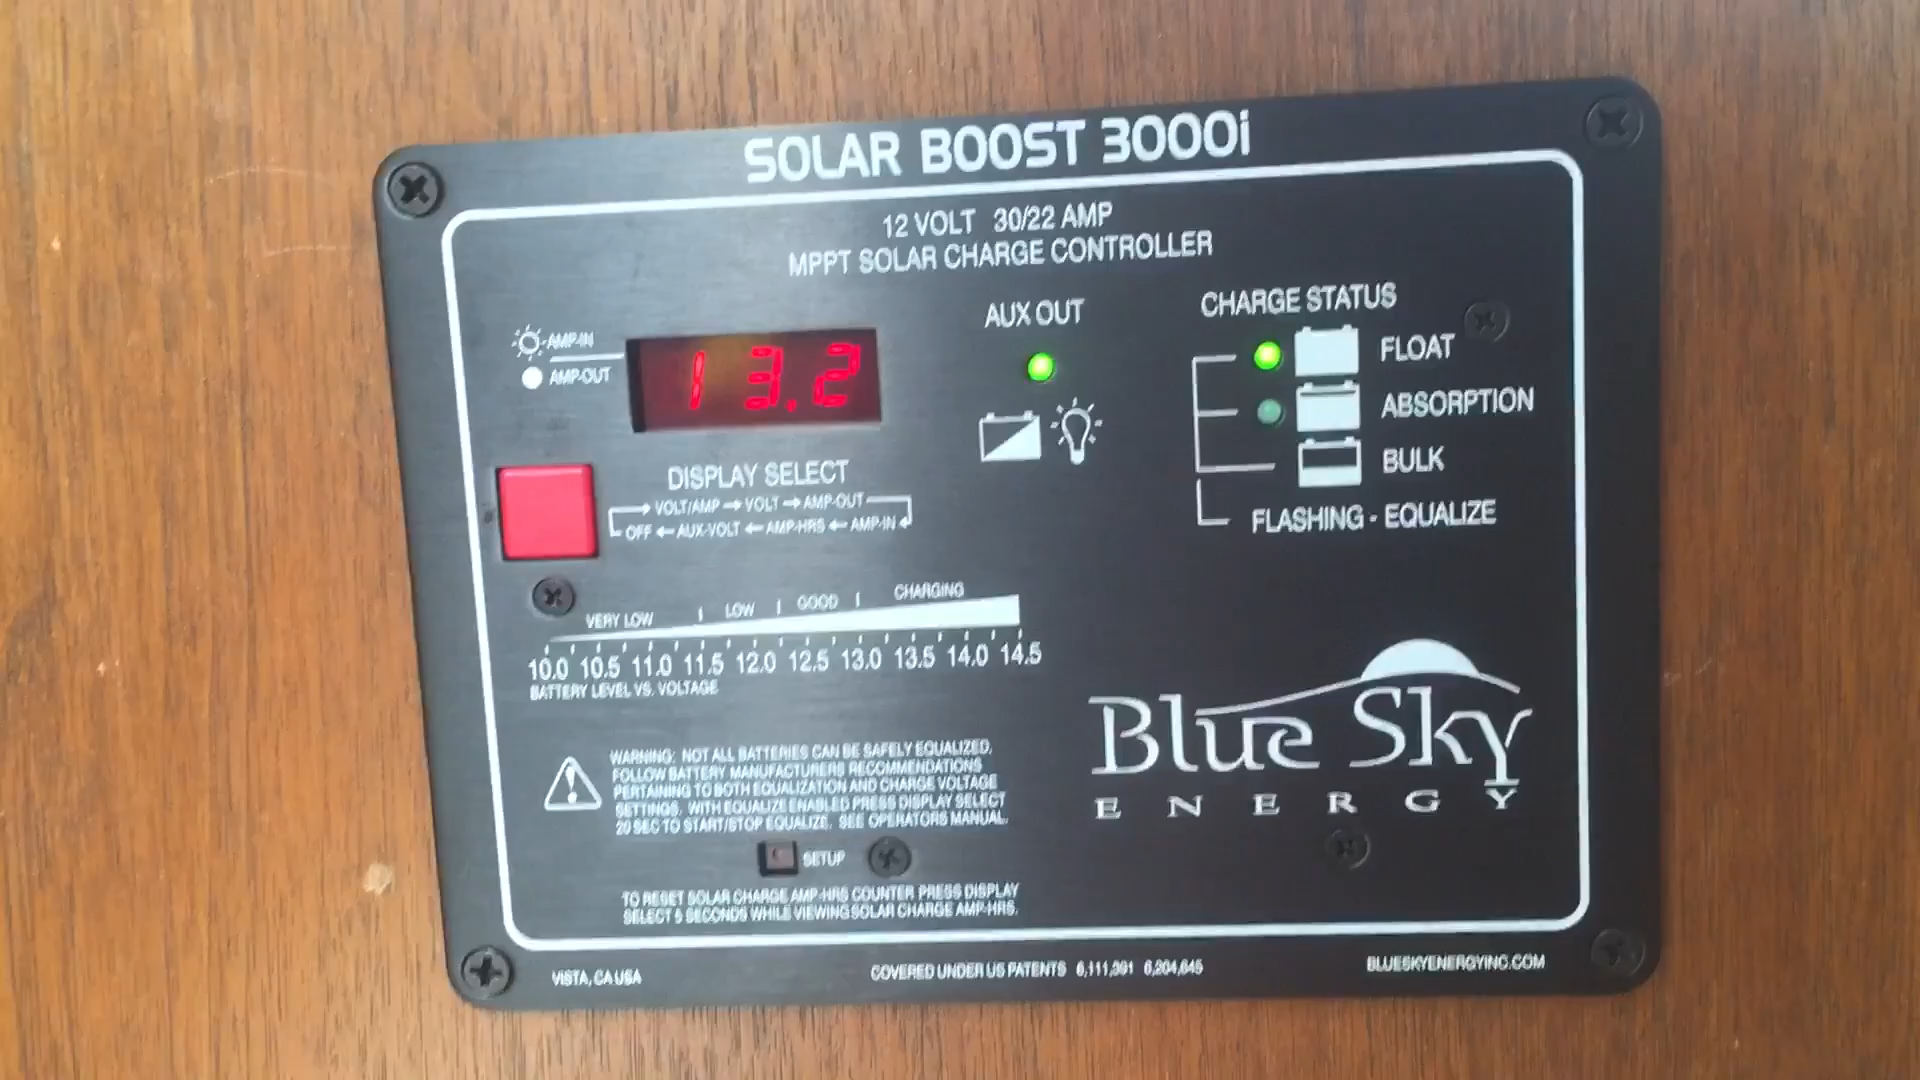 SOLAR BOOST 3000i
12 VOLT 30/22 AMP
MPPT SOLAR CHARGE CONTROLLER
AMP-IN
AMP-OUT
13.2
AUX OUT
CHARGE STATUS
FLOAT
ABSORPTION
BULK
FLASHING - EQUALIZE
DISPLAY SELECT
VOLT/AMP → VOLT → AMP-OUT
OFF ← AUX-VOLT ← AMP-HRS ← AMP-IN
VERY LOW LOW GOOD CHARGING
10.0 10.5 11.0 11.5 12.0 12.5 13.0 13.5 14.0 14.5
BATTERY LEVEL VS. VOLTAGE
Blue Sky
ENERGY
WARNING: NOT ALL BATTERIES CAN BE SAFELY EQUALIZED.
FOLLOW BATTERY MANUFACTURERS RECOMMENDATIONS
PERTAINING TO BOTH EQUALIZATION AND CHARGE VOLTAGE
SETTINGS. WITH EQUALIZE ENABLED PRESS DISPLAY SELECT
20 SEC TO START/STOP EQUALIZE. SEE OPERATORS MANUAL.
SETUP
TO RESET SOLAR CHARGE AMP-HRS COUNTER PRESS DISPLAY
SELECT 5 SECONDS WHILE VIEWING SOLAR CHARGE AMP-HRS.
VISTA, CA USA
COVERED UNDER US PATENTS 6,111,391 6,204,645
BLUESKYENERGYINC.COM